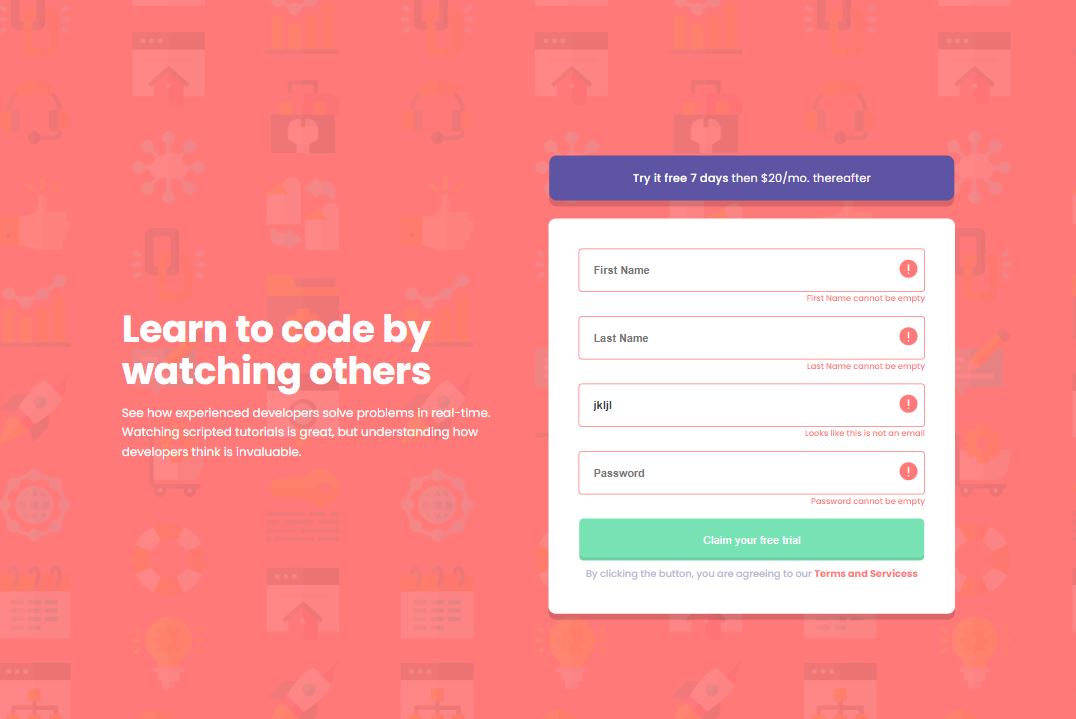 Try it free 7 days then $20/mo. thereafter
First Name
First Name cannot be empty
Last Name
Last Name cannot be empty
jkljl
Looks like this is not an email
Password
Password cannot be empty
Claim your free trial
By clicking the button, you are agreeing to our Terms and Servicess
Learn to code by
watching others
See how experienced developers solve problems in real-time.
Watching scripted tutorials is great, but understanding how
developers think is invaluable.